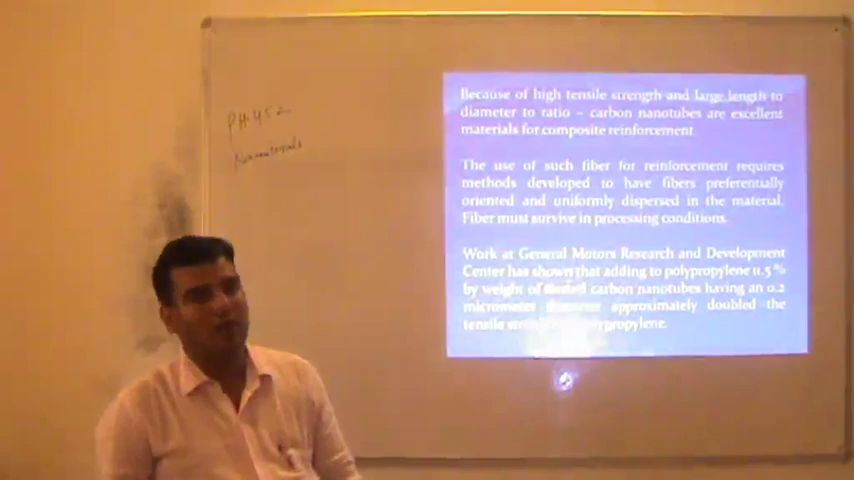 PH-452
Nanomaterials
Because of high tensile strength and large length to
diameter to ratio – carbon nanotubes are excellent
materials for composite reinforcement.
The use of such fiber for reinforcement requires
methods developed to have fibers preferentially
oriented and uniformly dispersed in the material.
Fiber must survive in processing conditions.
Work at General Motors Research and Development
Center has shown that adding to polypropylene 11.5 %
by weight of carbon nanotubes having an 0.2
micrometer diameter approximately doubled the
tensile polypropylene.